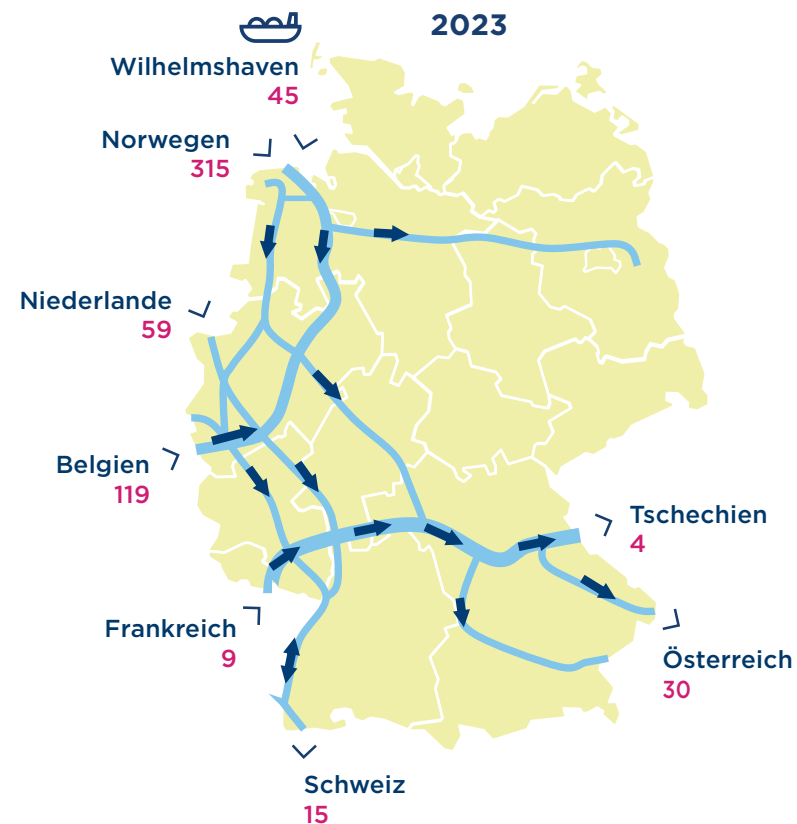 2023
Wilhelmshaven
45
Norwegen
315
Niederlande
59
Belgien
119
Tschechien
4
Frankreich
9
Österreich
30
Schweiz
15